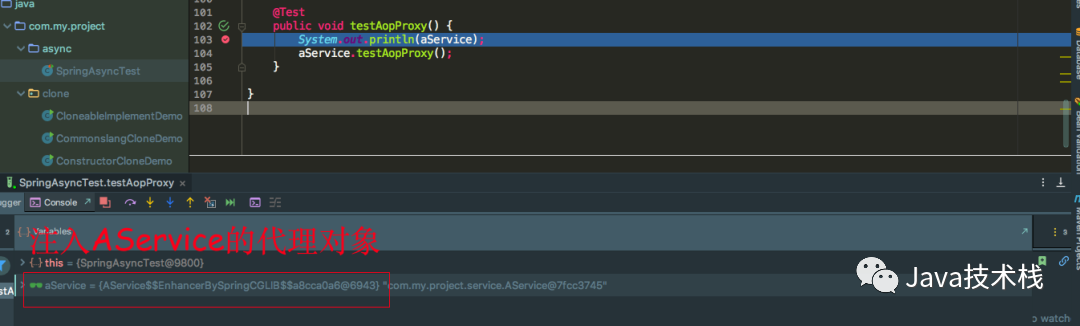 java
com.my.project
async
SpringAsyncTest
clone
CloneableImplementDemo
CommonslangCloneDemo
ConstructorCloneDemo
101 @Test
102 public void testAopProxy() {
103 System.out.println(aService);
104 aService.testAopProxy();
105 }
106
107 }
108
Database
SpringAsyncTest.testAopProxy ×
Console
Variables
注入AService的代理对象
this = {SpringAsyncTest@9800}
aService = {AService$$EnhancerBySpringCGLIB$$a8cca0a6@6943} "com.my.project.service.AService@7fcc3745"
Java技术栈